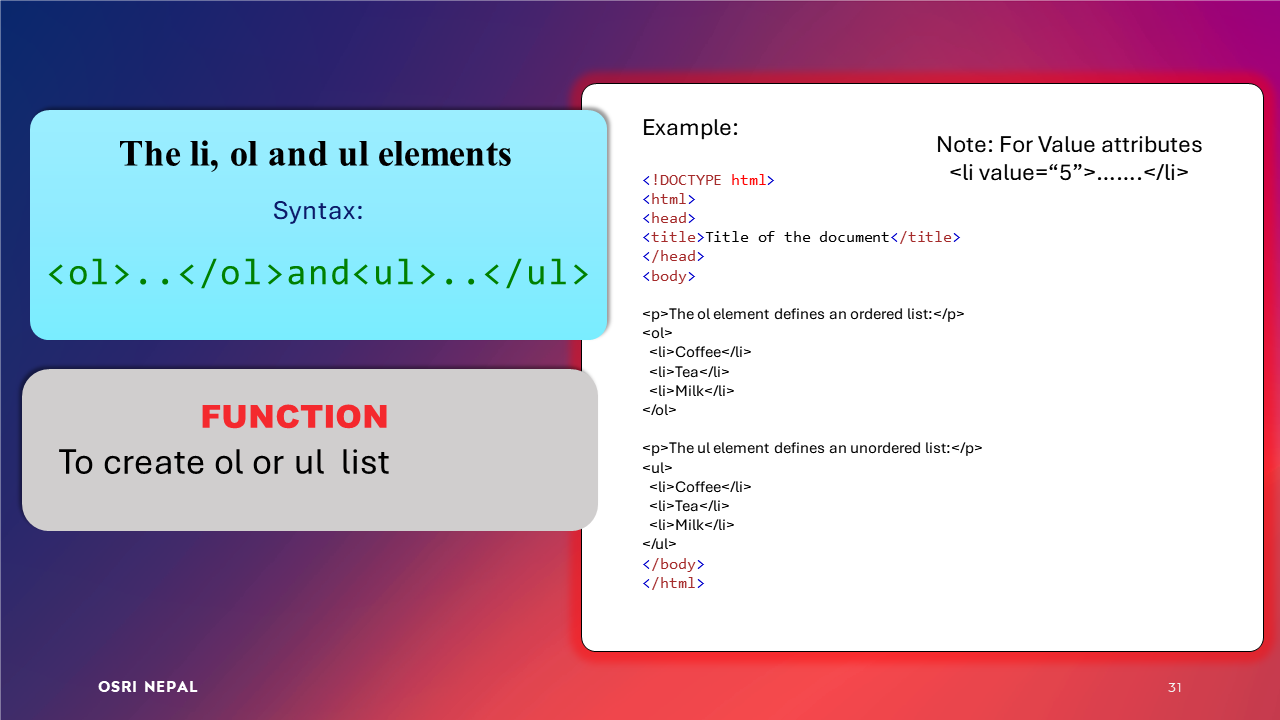 The li, ol and ul elements
Syntax:
<ol>..</ol>and<ul>..</ul>
FUNCTION
To create ol or ul  list
Example:
Note: For Value attributes
<li value=“5”>…….</li>
<!DOCTYPE html>
<html>
<head>
<title>Title of the document</title>
</head>
<body>
<p>The ol element defines an ordered list:</p>
<ol>
  <li>Coffee</li>
  <li>Tea</li>
  <li>Milk</li>
</ol>
<p>The ul element defines an unordered list:</p>
<ul>
  <li>Coffee</li>
  <li>Tea</li>
  <li>Milk</li>
</ul>
</body>
</html>
OSRI NEPAL
31